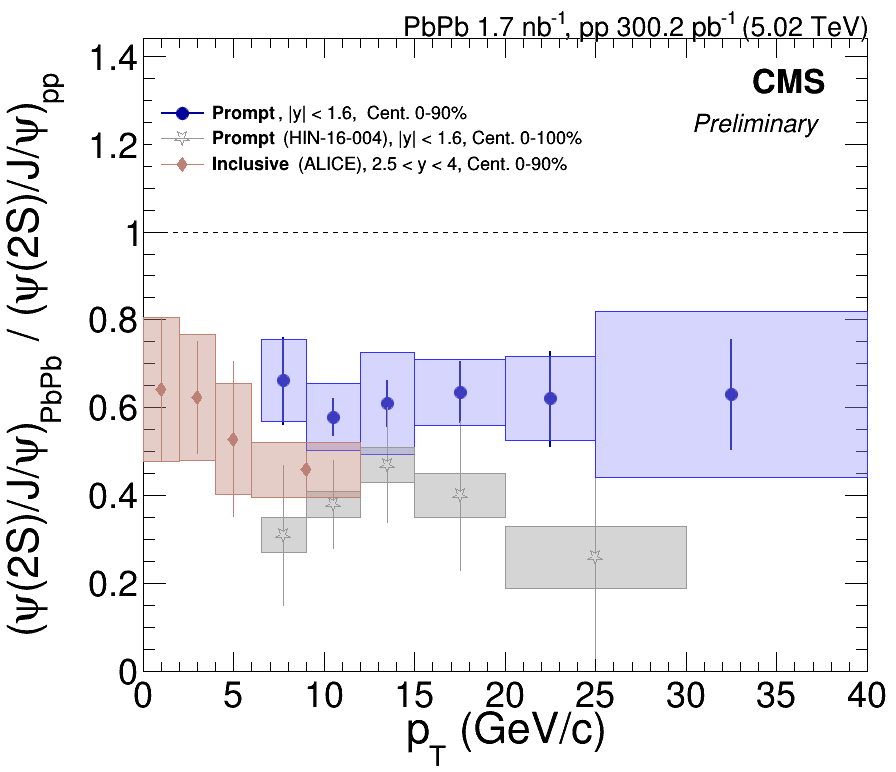 PbPb 1.7 nb⁻¹, pp 300.2 pb⁻¹ (5.02 TeV)
CMS
Preliminary
Prompt , |y| < 1.6, Cent. 0-90%
Prompt (HIN-16-004), |y| < 1.6, Cent. 0-100%
Inclusive (ALICE), 2.5 < y < 4, Cent. 0-90%
(ψ(2S)/J/ψ)PbPb / (ψ(2S)/J/ψ)pp
1.4
1.2
1
0.8
0.6
0.4
0.2
0
0 5 10 15 20 25 30 35 40
pT (GeV/c)